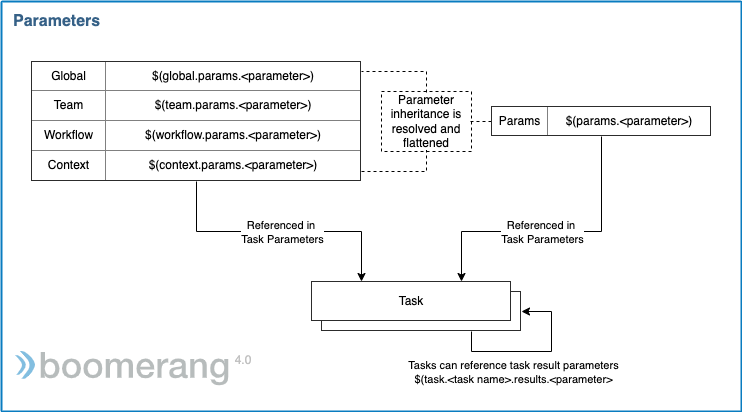 Parameters
Global $(global.params.<parameter>)
Team $(team.params.<parameter>)
Workflow $(workflow.params.<parameter>)
Context $(context.params.<parameter>)
Parameter
inheritance is
resolved and
flattened
Params $(params.<parameter>)
Referenced in
Task Parameters
Referenced in
Task Parameters
Task
Tasks can reference task result parameters
$(task.<task name>.results.<parameter>
boomerang 4.0